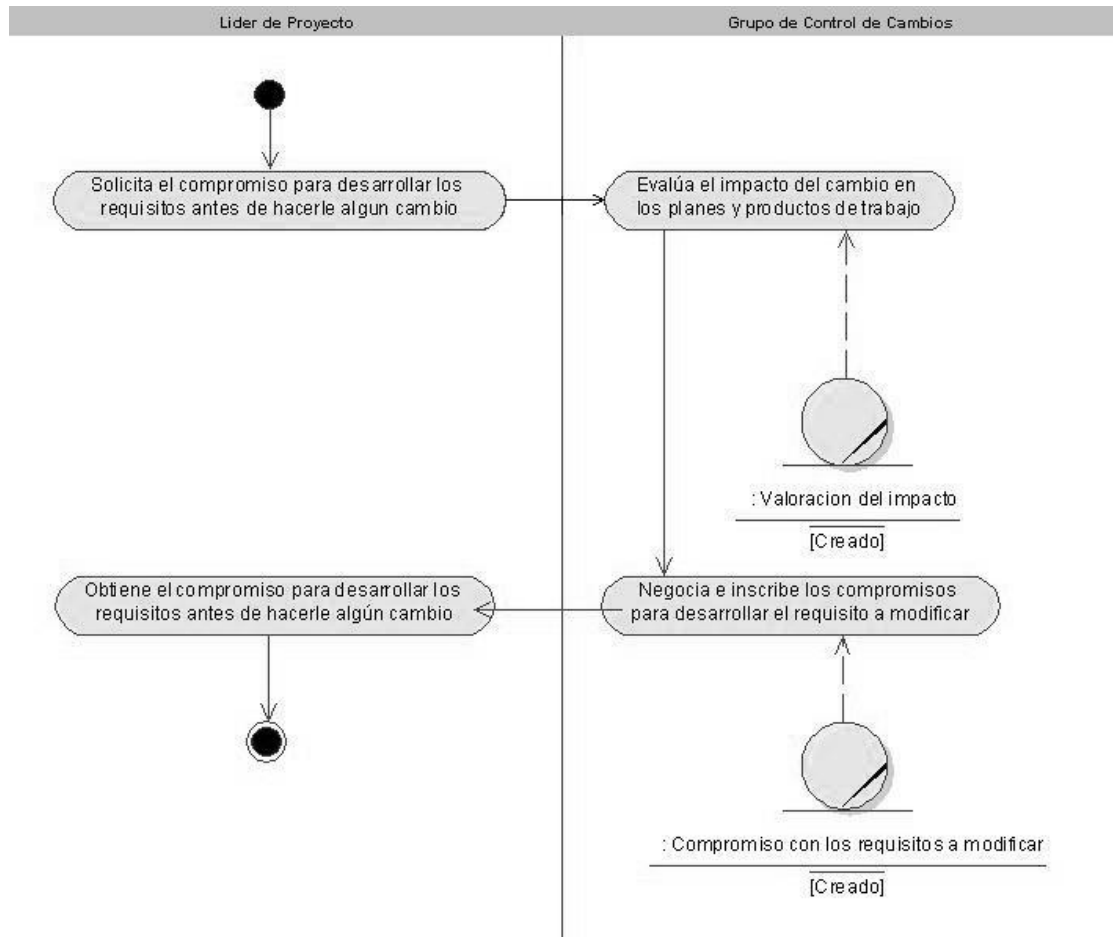 Lider de Proyecto
Grupo de Control de Cambios
Solicita el compromiso para desarrollar los
requisitos antes de hacerle algun cambio
Evalúa el impacto del cambio en
los planes y productos de trabajo
: Valoracion del impacto
[Creado]
Obtiene el compromiso para desarrollar los
requisitos antes de hacerle algún cambio
Negocia e inscribe los compromisos
para desarrollar el requisito a modificar
: Compromiso con los requisitos a modificar
[Creado]